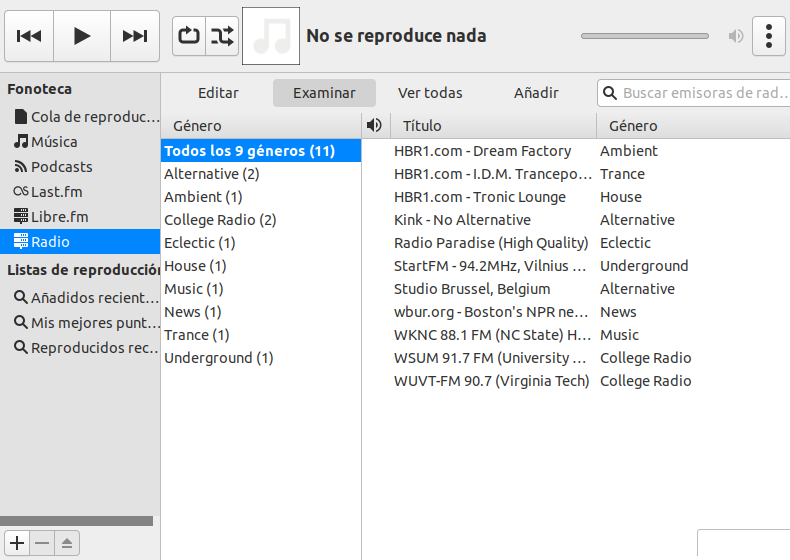 No se reproduce nada
Fonoteca
Cola de reproduc...
Música
Podcasts
Last.fm
Libre.fm
Radio
Listas de reproducción
Añadidos recient...
Mis mejores punt...
Reproducidos rec...
Editar Examinar Ver todas Añadir Buscar emisoras de rad...
Género
Todos los 9 géneros (11)
Alternative (2)
Ambient (1)
College Radio (2)
Eclectic (1)
House (1)
Music (1)
News (1)
Trance (1)
Underground (1)
Título Género
HBR1.com - Dream Factory Ambient
HBR1.com - I.D.M. Trancepo... Trance
HBR1.com - Tronic Lounge House
Kink - No Alternative Alternative
Radio Paradise (High Quality) Eclectic
StartFM - 94.2MHz, Vilnius ... Underground
Studio Brussel, Belgium Alternative
wbur.org - Boston's NPR ne... News
WKNC 88.1 FM (NC State) H... Music
WSUM 91.7 FM (University ... College Radio
WUVT-FM 90.7 (Virginia Tech) College Radio